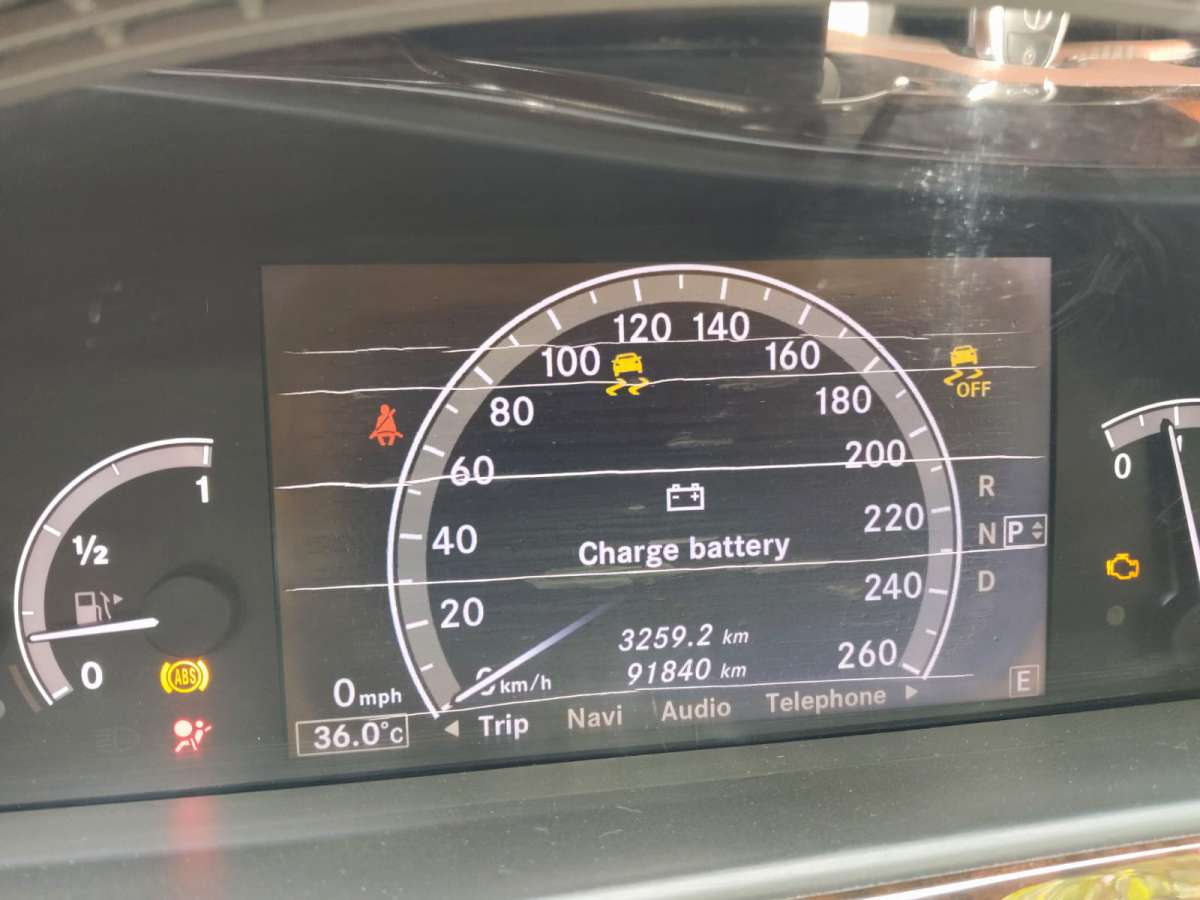 120 140
100 160
OFF
80 180
60 200
1
0
R
½
40 220
N P
Charge battery
D
20 240
3259.2 km
91840 km
260
0
ABS
0 mph
0 km/h
E
36.0°C
Trip Navi Audio Telephone